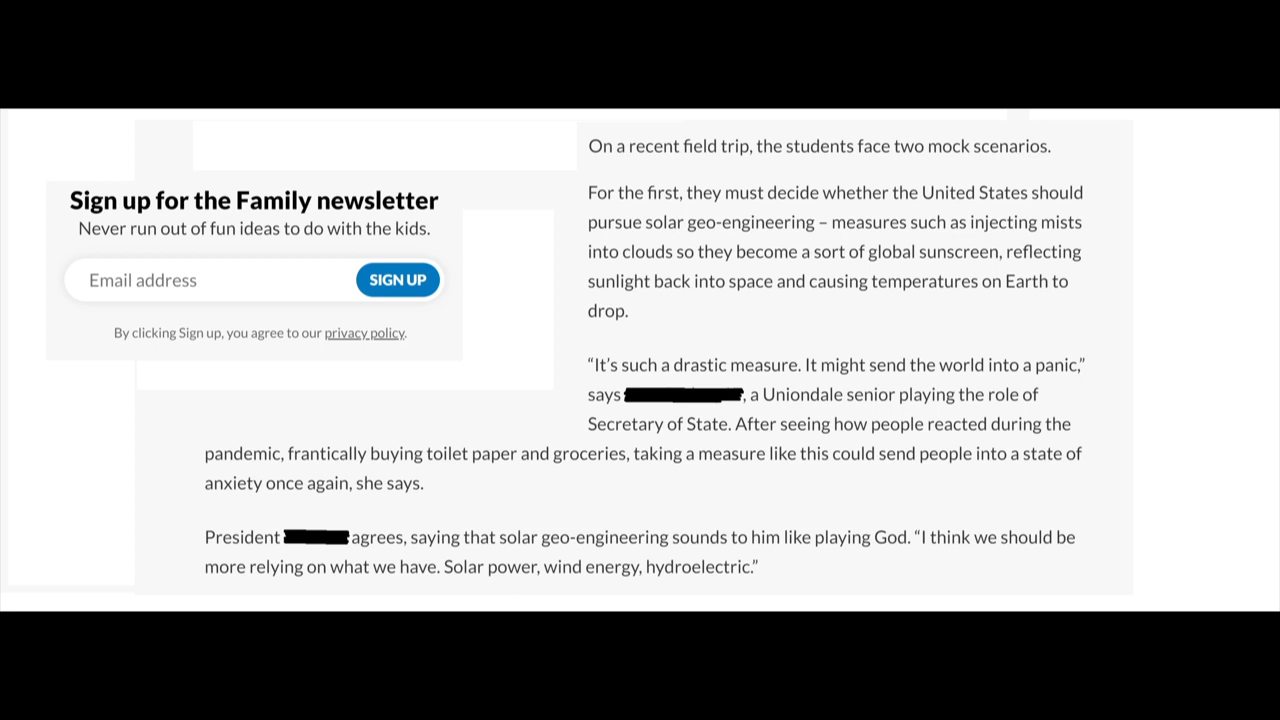 On a recent field trip, the students face two mock scenarios.
Sign up for the Family newsletter
Never run out of fun ideas to do with the kids.
Email address
SIGN UP
By clicking Sign up, you agree to our privacy policy.
For the first, they must decide whether the United States should
pursue solar geo-engineering – measures such as injecting mists
into clouds so they become a sort of global sunscreen, reflecting
sunlight back into space and causing temperatures on Earth to
drop.
“It’s such a drastic measure. It might send the world into a panic,”
says , a Uniondale senior playing the role of
Secretary of State. After seeing how people reacted during the
pandemic, frantically buying toilet paper and groceries, taking a measure like this could send people into a state of
anxiety once again, she says.
President agrees, saying that solar geo-engineering sounds to him like playing God. “I think we should be
more relying on what we have. Solar power, wind energy, hydroelectric.”